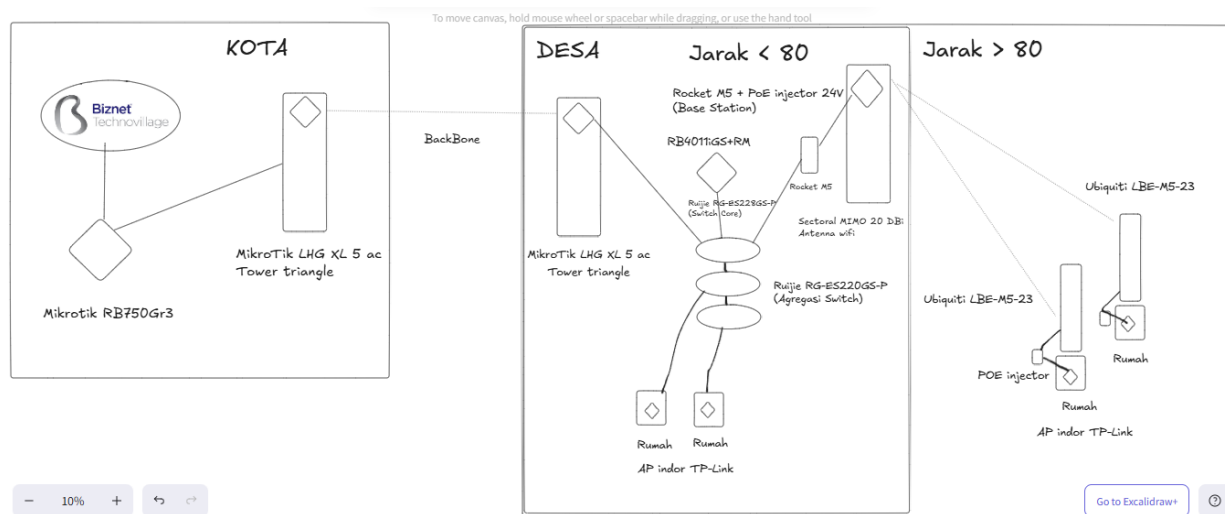 To move canvas, hold mouse wheel or spacebar while dragging, or use the hand tool
KOTA
Biznet
Technovillage
BackBone
MikroTik LHG XL 5 ac
Tower triangle
Mikrotik RB750Gr3
DESA
Jarak < 80
Jarak > 80
Rocket M5 + PoE injector 24V
(Base Station)
RB4011iGS+RM
Rocket M5
Ruijie RG-ES228GS-P
(Switch Core)
Sectoral MIMO 20 DBi
Antenna wifi
MikroTik LHG XL 5 ac
Tower triangle
Ruijie RG-ES220GS-P
(Agregasi Switch)
Rumah
Rumah
AP indor TP-Link
Ubiquiti LBE-M5-23
Ubiquiti LBE-M5-23
Rumah
POE injector
Rumah
AP indor TP-Link
10%
Go to Excalidraw+